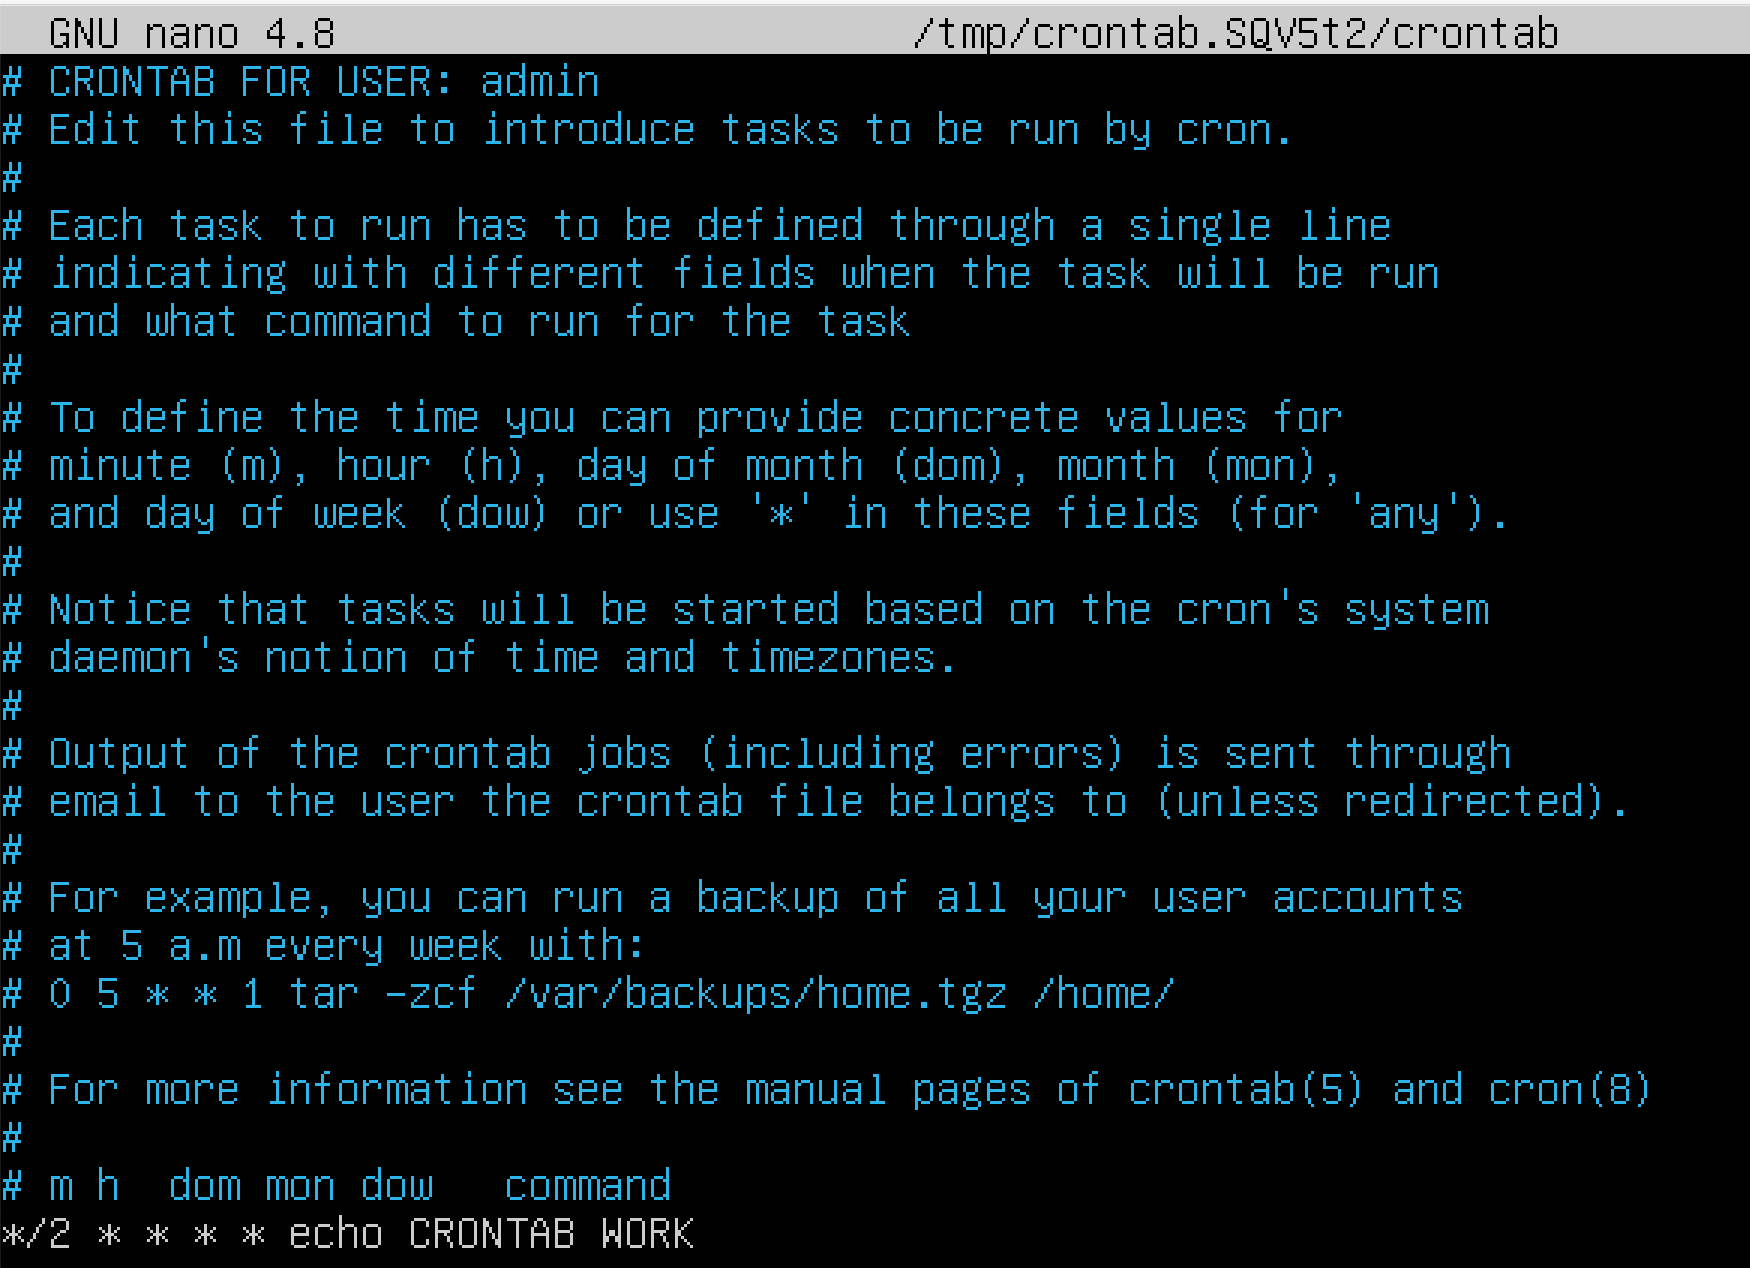 GNU nano 4.8 /tmp/crontab.SQV5t2/crontab
# CRONTAB FOR USER: admin
# Edit this file to introduce tasks to be run by cron.
#
# Each task to run has to be defined through a single line
# indicating with different fields when the task will be run
# and what command to run for the task
#
# To define the time you can provide concrete values for
# minute (m), hour (h), day of month (dom), month (mon),
# and day of week (dow) or use '*' in these fields (for 'any').
#
# Notice that tasks will be started based on the cron's system
# daemon's notion of time and timezones.
#
# Output of the crontab jobs (including errors) is sent through
# email to the user the crontab file belongs to (unless redirected).
#
# For example, you can run a backup of all your user accounts
# at 5 a.m every week with:
# 0 5 * * 1 tar -zcf /var/backups/home.tgz /home/
#
# For more information see the manual pages of crontab(5) and cron(8)
#
# m h  dom mon dow   command
*/2 * * * * echo CRONTAB WORK